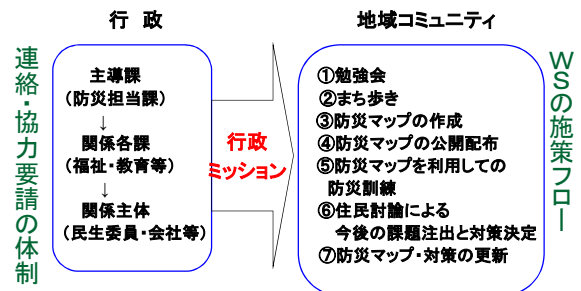 行 政
地域コミュニティ
連絡・協力要請の体制
主導課
(防災担当課)
↓
関係各課
(福祉・教育等)
↓
関係主体
(民生委員・会社等)
行政
ミッション
①勉強会
②まち歩き
③防災マップの作成
④防災マップの公開配布
⑤防災マップを利用しての
防災訓練
⑥住民討論による
今後の課題注出と対策決定
⑦防災マップ・対策の更新
WSの施策フロー